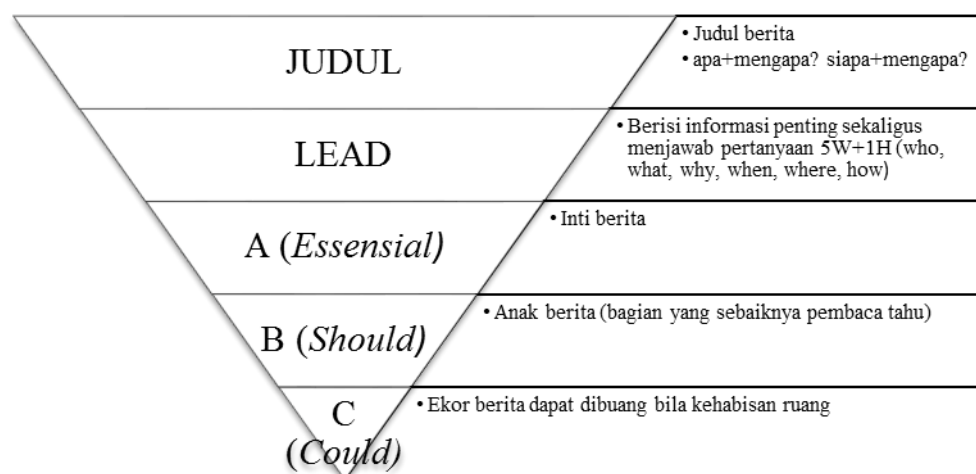 JUDUL
• Judul berita
• apa+mengapa? siapa+mengapa?
LEAD
• Berisi informasi penting sekaligus
menjawab pertanyaan 5W+1H (who,
what, why, when, where, how)
A (Essensial)
• Inti berita
B (Should)
• Anak berita (bagian yang sebaiknya pembaca tahu)
C
(Could)
• Ekor berita dapat dibuang bila kehabisan ruang